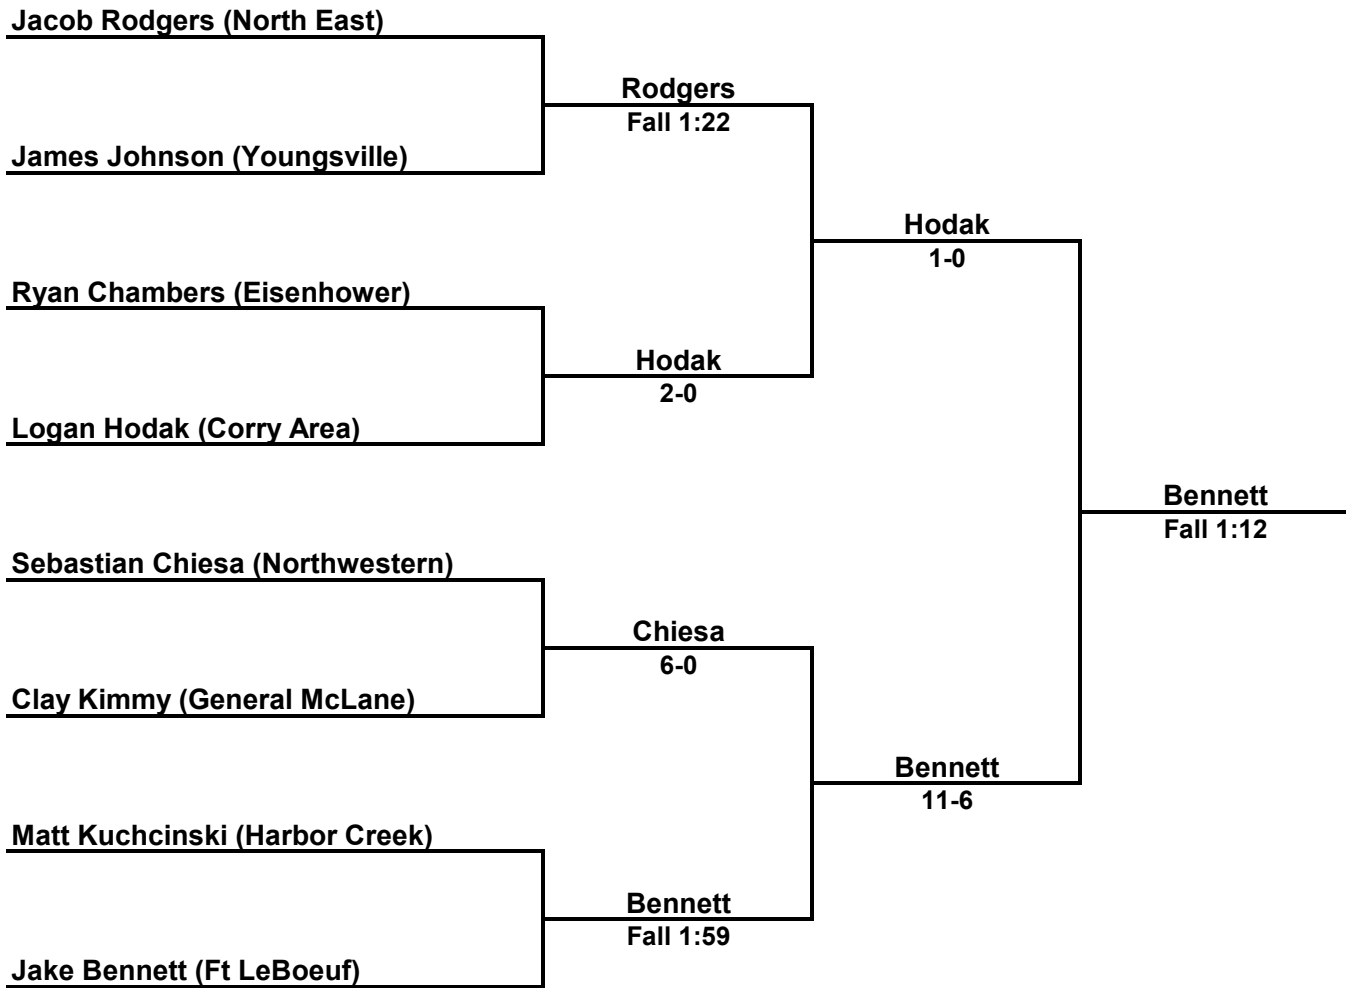 Jacob Rodgers (North East)
Rodgers
Fall 1:22
James Johnson (Youngsville)
Hodak
1-0
Ryan Chambers (Eisenhower)
Hodak
2-0
Logan Hodak (Corry Area)
Bennett
Fall 1:12
Sebastian Chiesa (Northwestern)
Chiesa
6-0
Clay Kimmy (General McLane)
Bennett
11-6
Matt Kuchcinski (Harbor Creek)
Bennett
Fall 1:59
Jake Bennett (Ft LeBoeuf)